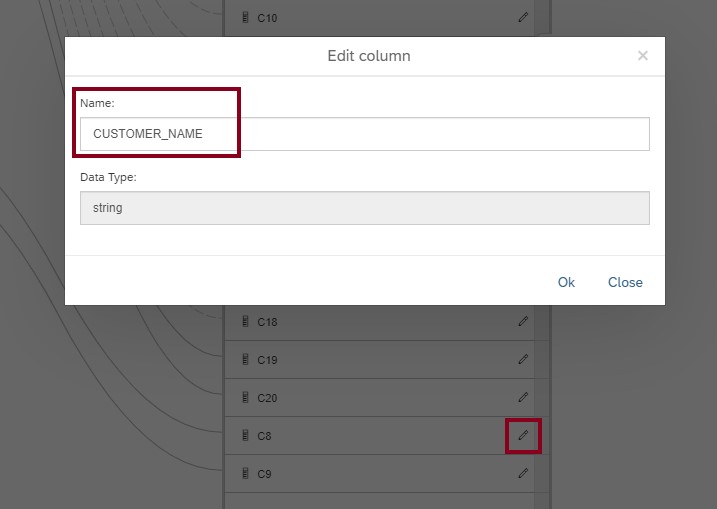 C10
Edit column
×
Name:
CUSTOMER_NAME
Data Type:
string
Ok Close
C18
C19
C20
C8
C9